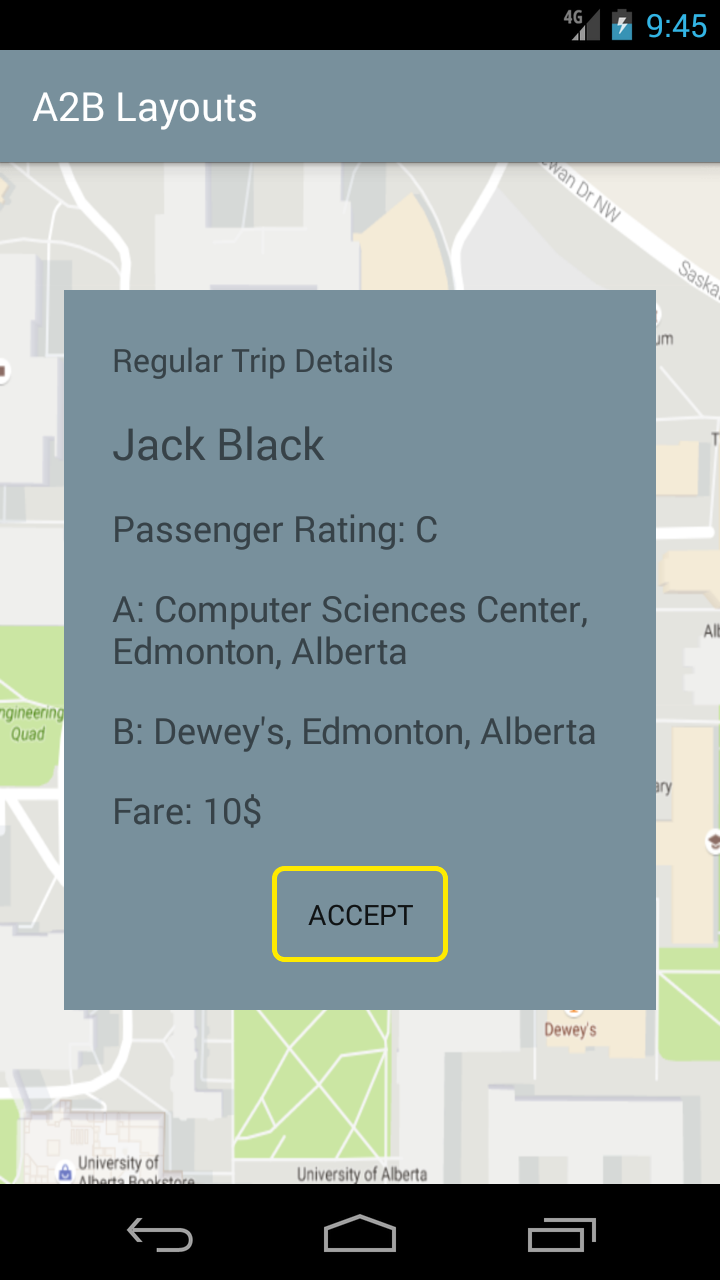 4G 9:45
A2B Layouts
wan Dr NW
Saska
um
Regular Trip Details
Jack Black
Passenger Rating: C
A: Computer Sciences Center,
Edmonton, Alberta
B: Dewey's, Edmonton, Alberta
Fare: 10$
ACCEPT
T
Alb
ngineering
Quad
ary
Dewey's
University of
Alberta Bookstore
University of Alberta